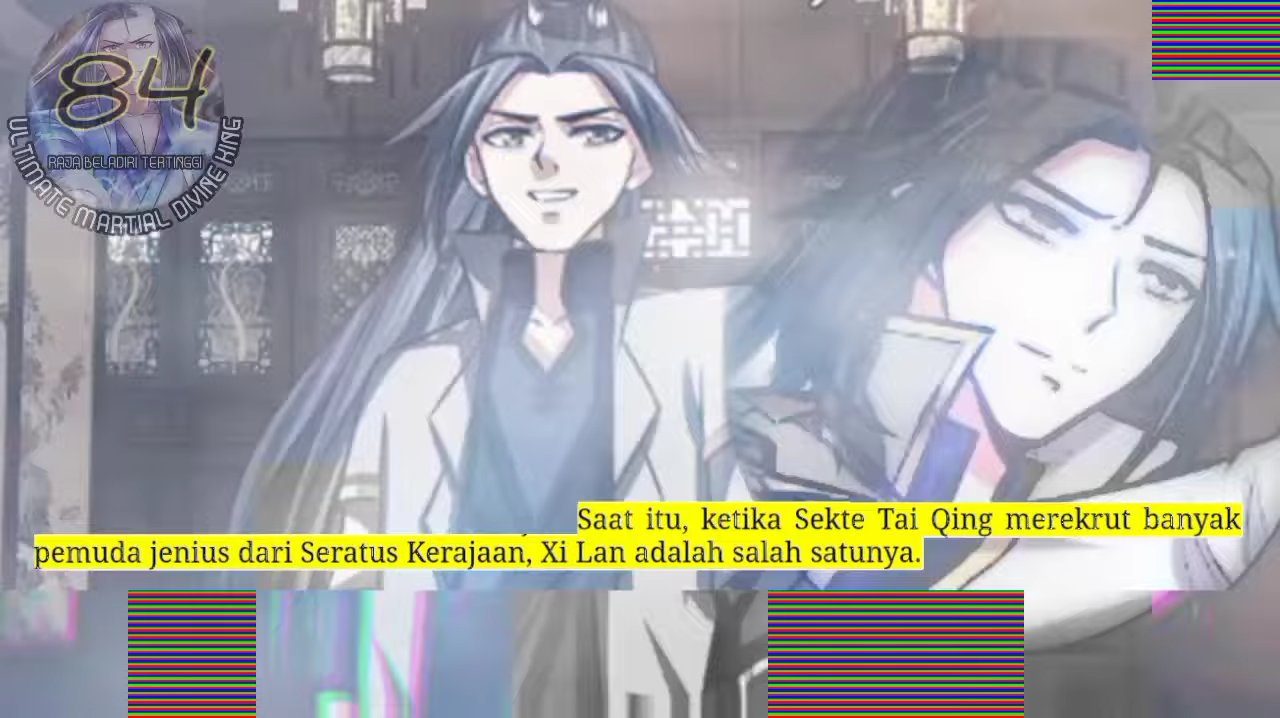 84
RAJA BELADIRI TERTINGGI
ULTIMATE MARTIAL DIVINE KING
Saat itu, ketika Sekte Tai Qing merekrut banyak
pemuda jenius dari Seratus Kerajaan, Xi Lan adalah salah satunya.